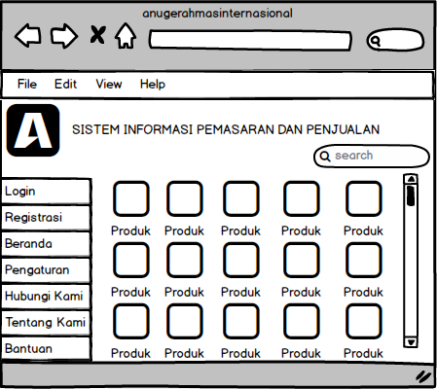 anugerahmasinternasional
File Edit View Help
A SISTEM INFORMASI PEMASARAN DAN PENJUALAN
search
Login
Registrasi
Beranda
Pengaturan
Hubungi Kami
Tentang Kami
Bantuan
Produk Produk Produk Produk Produk
Produk Produk Produk Produk Produk
Produk Produk Produk Produk Produk